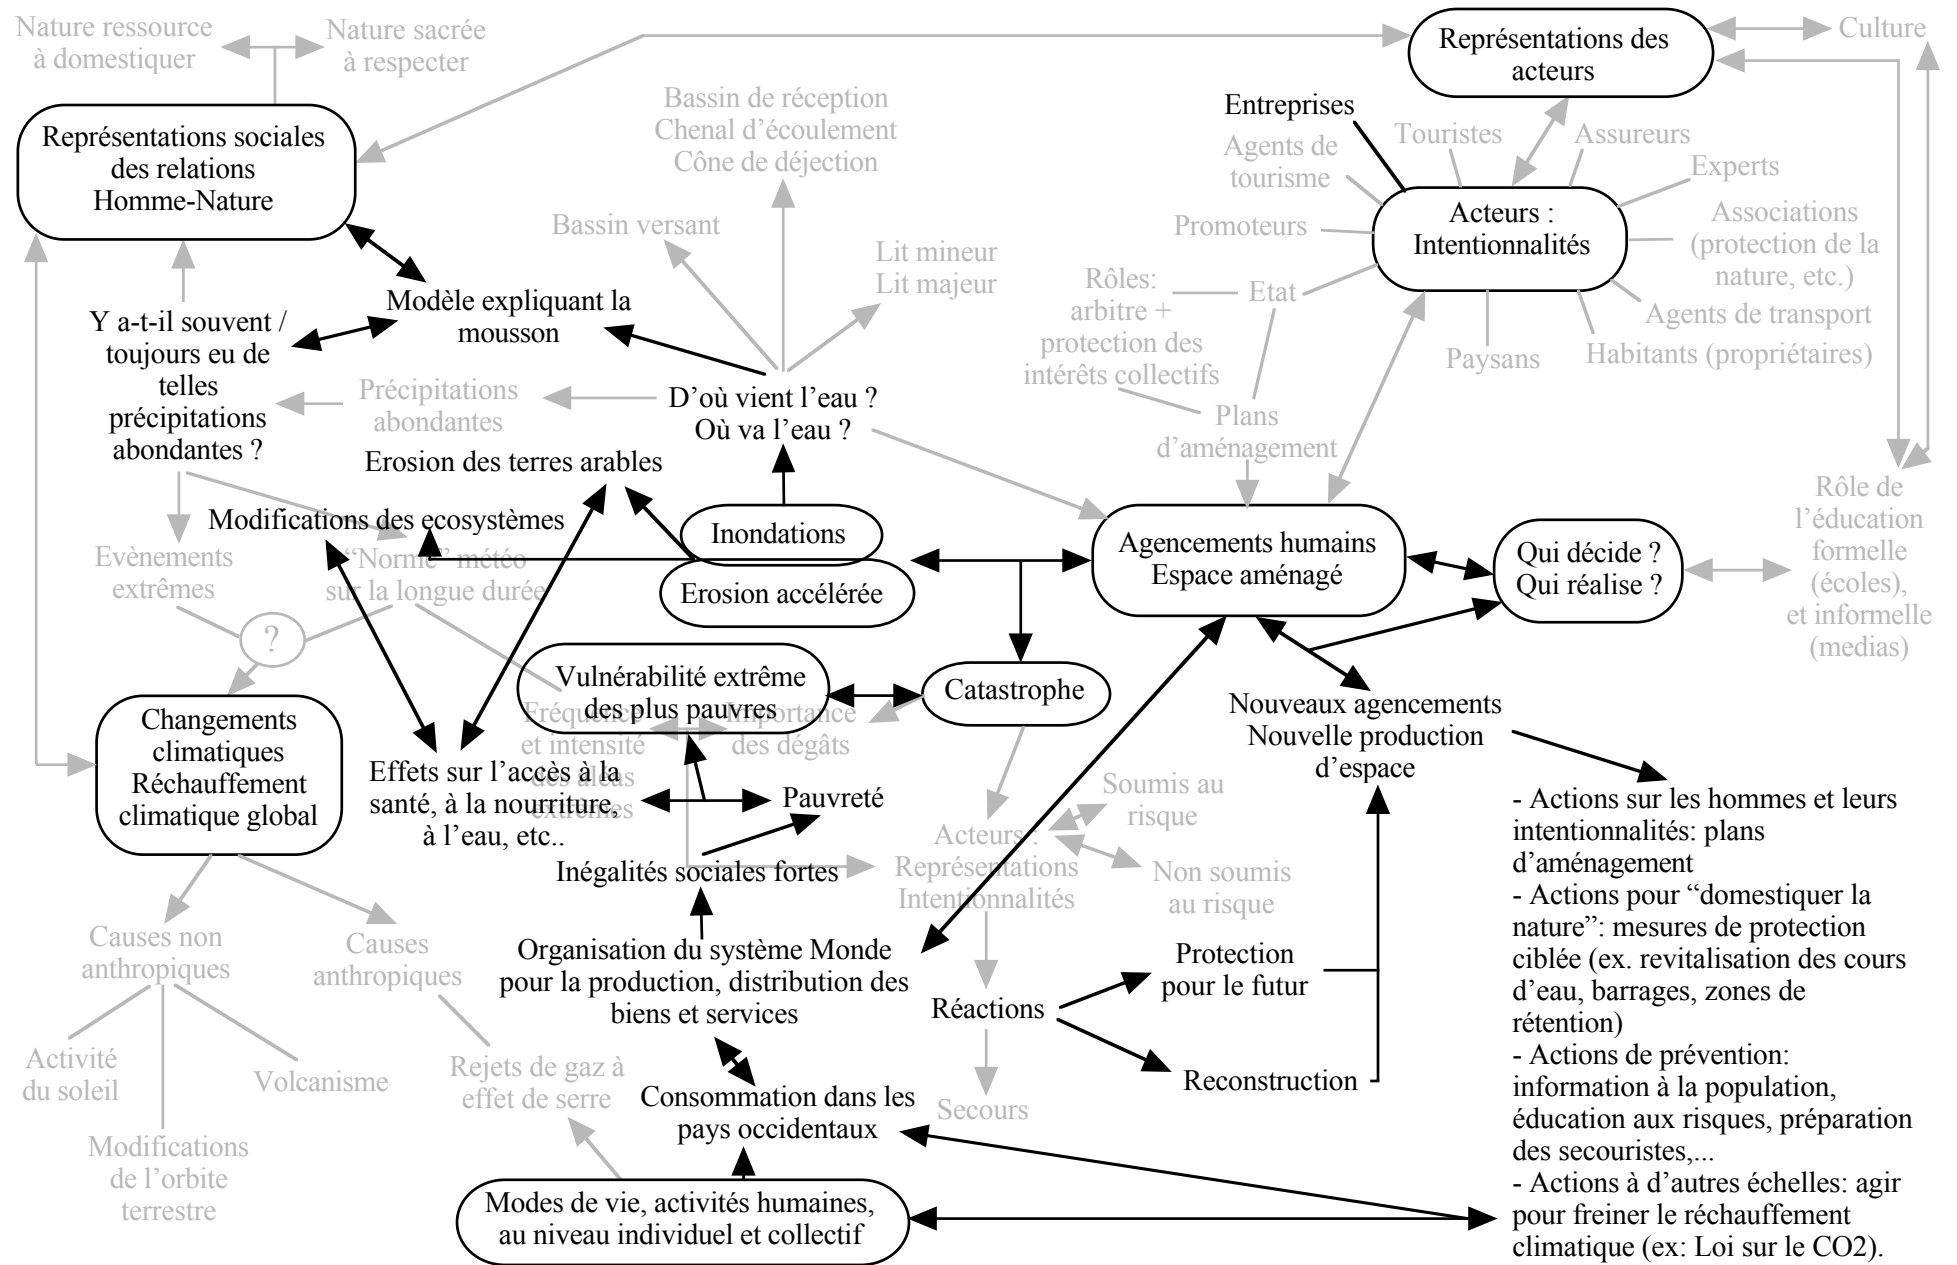 Nature ressource
à domestiquer
Nature sacrée
à respecter
Représentations des
acteurs
Culture
Représentations sociales
des relations
Homme-Nature
Bassin de réception
Chenal d'écoulement
Cône de déjection
Entreprises
Touristes
Assureurs
Agents de
tourisme
Experts
Promoteurs
Acteurs :
Intentionnalités
Associations
(protection de la
nature, etc.)
Bassin versant
Lit mineur
Lit majeur
Rôles:
arbitre +
protection des
intérêts collectifs
Etat
Agents de transport
Paysans
Habitants (propriétaires)
Modèle expliquant la
mousson
Y a-t-il souvent /
toujours eu de
telles
précipitations
abondantes ?
Précipitations
abondantes
D'où vient l'eau ?
Où va l'eau ?
Plans
d'aménagement
Erosion des terres arables
Modifications des ecosystèmes
Inondations
Erosion accélérée
Agencements humains
Espace aménagé
Qui décide ?
Qui réalise ?
Rôle de
l'éducation
formelle
(écoles),
et informelle
(medias)
Evènements
extrêmes
“Norme” météo
sur la longue durée
?
Vulnérabilité extrême
des plus pauvres
Catastrophe
Fréquence
et intensité
des aléas
extrêmes
Importance
des dégâts
Changements
climatiques
Réchauffement
climatique global
Effets sur l'accès à la
santé, à la nourriture,
à l'eau, etc..
Pauvreté
Nouveaux agencements
Nouvelle production
d'espace
Soumis au
risque
Acteurs :
Représentations
Intentionnalités
Non soumis
au risque
Inégalités sociales fortes
- Actions sur les hommes et leurs
intentionnalités: plans
d'aménagement
- Actions pour “domestiquer la
nature”: mesures de protection
ciblée (ex. revitalisation des cours
d'eau, barrages, zones de
rétention)
- Actions de prévention:
information à la population,
éducation aux risques, préparation
des secouristes,...
- Actions à d'autres échelles: agir
pour freiner le réchauffement
climatique (ex: Loi sur le CO2).
Causes non
anthropiques
Causes
anthropiques
Organisation du système Monde
pour la production, distribution des
biens et services
Réactions
Protection
pour le futur
Reconstruction
Secours
Activité
du soleil
Volcanisme
Modifications
de l'orbite
terrestre
Rejets de gaz à
effet de serre
Consommation dans les
pays occidentaux
Modes de vie, activités humaines,
au niveau individuel et collectif